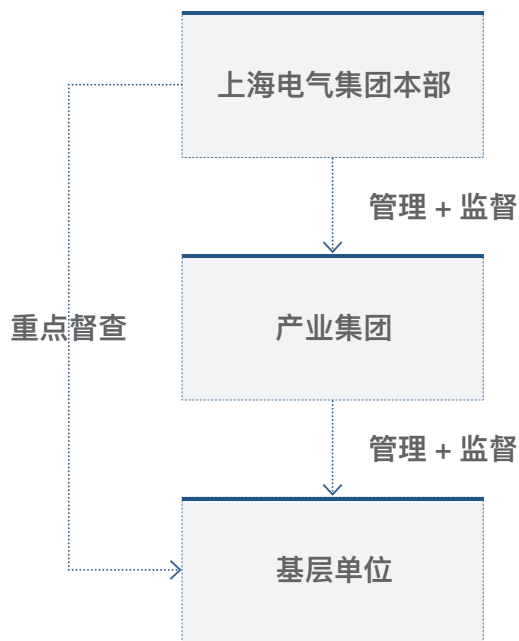 上海电气集团本部
管理 + 监督
重点督查
产业集团
管理 + 监督
基层单位